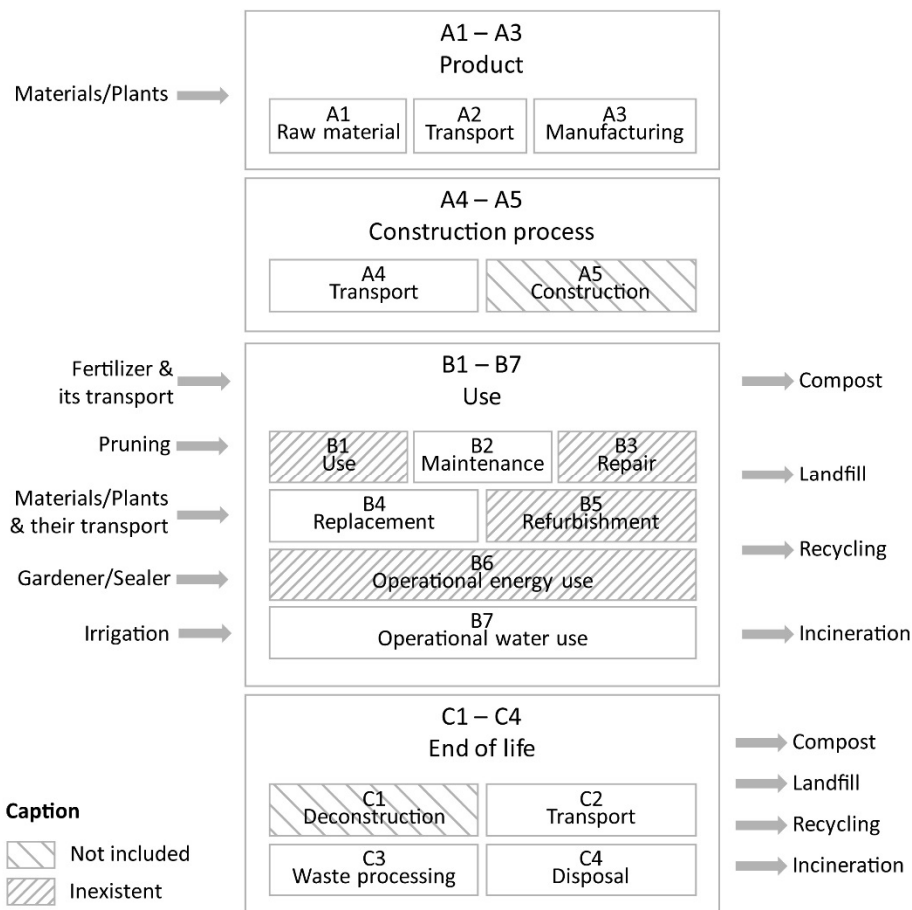 A1 – A3
Product
Materials/Plants
A1
Raw material
A2
Transport
A3
Manufacturing
A4 – A5
Construction process
A4
Transport
A5
Construction
B1 – B7
Use
Fertilizer &
its transport
Pruning
Materials/Plants
& their transport
Gardener/Sealer
Irrigation
B1
Use
B2
Maintenance
B3
Repair
B4
Replacement
B5
Refurbishment
B6
Operational energy use
B7
Operational water use
Compost
Landfill
Recycling
Incineration
C1 – C4
End of life
C1
Deconstruction
C2
Transport
C3
Waste processing
C4
Disposal
Compost
Landfill
Recycling
Incineration
Caption
Not included
Inexistent